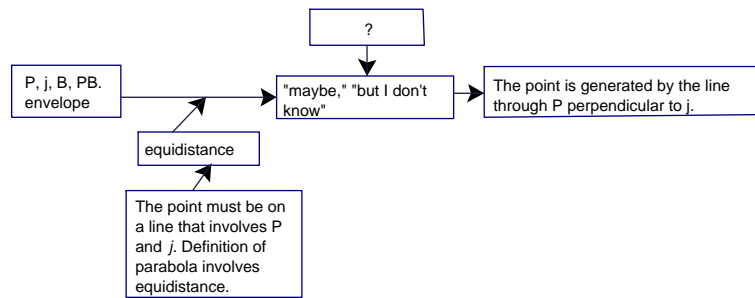 ?
P, j, B, PB.
envelope
"maybe," "but I don't
know"
The point is generated by the line
through P perpendicular to j.
equidistance
The point must be on
a line that involves P
and j. Definition of
parabola involves
equidistance.